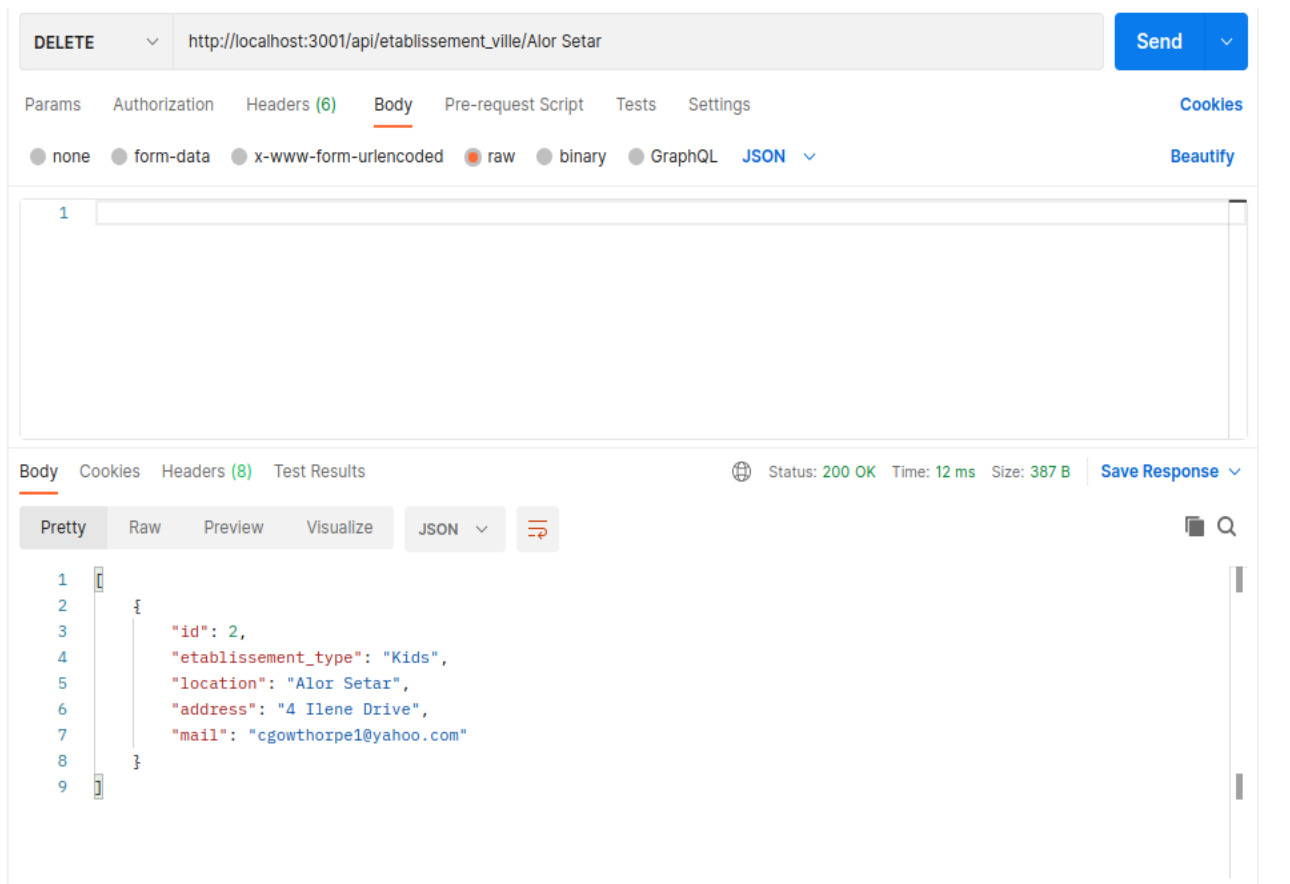 DELETE http://localhost:3001/api/etablissement_ville/Alor Setar Send
Params Authorization Headers (6) Body Pre-request Script Tests Settings Cookies
none form-data x-www-form-urlencoded raw binary GraphQL JSON Beautify
1
Body Cookies Headers (8) Test Results Status: 200 OK Time: 12 ms Size: 387 B Save Response
Pretty Raw Preview Visualize JSON
1 [
2 {
3 "id": 2,
4 "etablissement_type": "Kids",
5 "location": "Alor Setar",
6 "address": "4 Ilene Drive",
7 "mail": "cgowthorpe1@yahoo.com"
8 }
9 ]